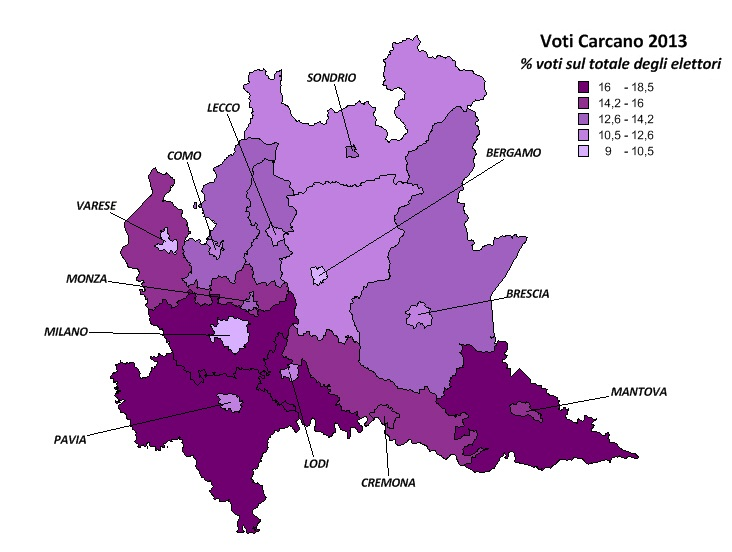 Voti Carcano 2013
% voti sul totale degli elettori
16 - 18,5
14,2 - 16
12,6 - 14,2
10,5 - 12,6
9 - 10,5
SONDRIO
LECCO
BERGAMO
COMO
VARESE
MONZA
BRESCIA
MILANO
MANTOVA
PAVIA
LODI
CREMONA